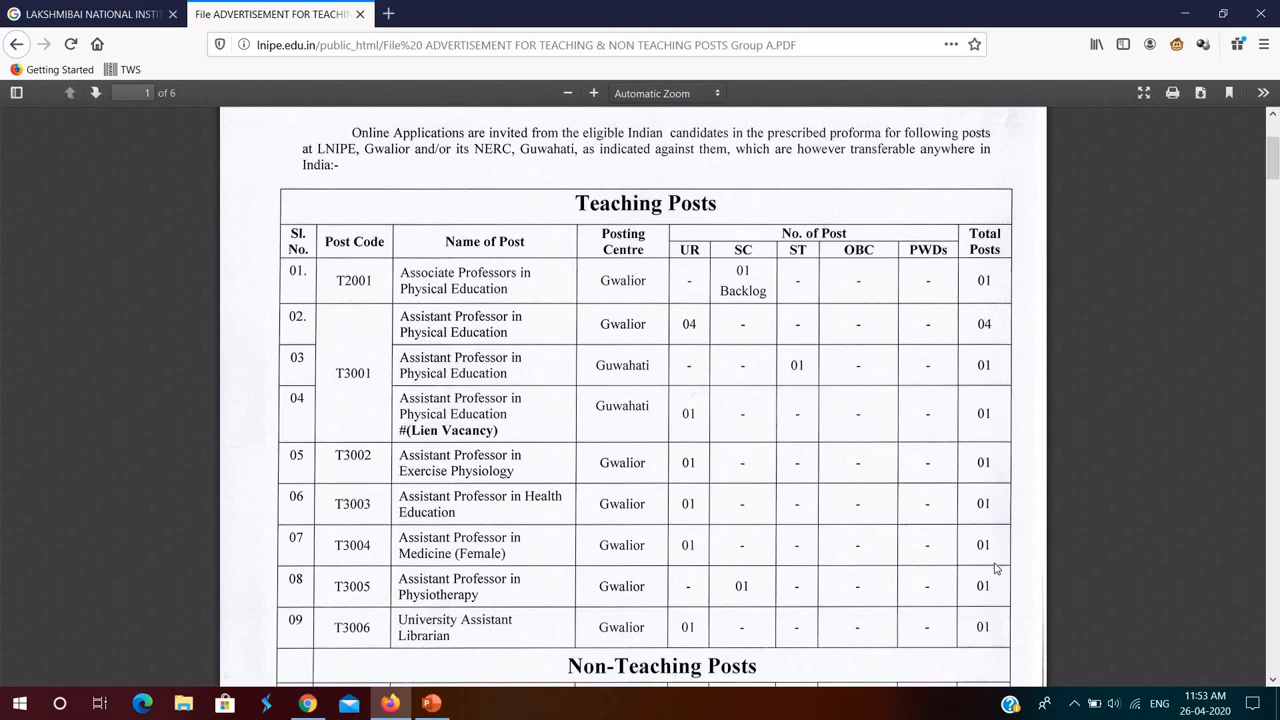 LAKSHMIBAI NATIONAL INSTI
File ADVERTISEMENT FOR TEACHIN
lnipe.edu.in/public_html/File%20 ADVERTISEMENT FOR TEACHING & NON TEACHING POSTS Group A.PDF
Getting Started TWS
1 of 6 Automatic Zoom
Online Applications are invited from the eligible Indian candidates in the prescribed proforma for following posts
at LNIPE, Gwalior and/or its NERC, Guwahati, as indicated against them, which are however transferable anywhere in
India:-
Teaching Posts
Sl. No. Post Code Name of Post Posting Centre No. of Post Total Posts
UR SC ST OBC PWDs
01. T2001 Associate Professors in Physical Education Gwalior - 01 Backlog - - - 01
02. T3001 Assistant Professor in Physical Education Gwalior 04 - - - - 04
03 Assistant Professor in Physical Education Guwahati - - 01 - - 01
04 Assistant Professor in Physical Education #(Lien Vacancy) Guwahati 01 - - - - 01
05 T3002 Assistant Professor in Exercise Physiology Gwalior 01 - - - - 01
06 T3003 Assistant Professor in Health Education Gwalior 01 - - - - 01
07 T3004 Assistant Professor in Medicine (Female) Gwalior 01 - - - - 01
08 T3005 Assistant Professor in Physiotherapy Gwalior - 01 - - - 01
09 T3006 University Assistant Librarian Gwalior 01 - - - - 01
Non-Teaching Posts
ENG
11:53 AM
26-04-2020